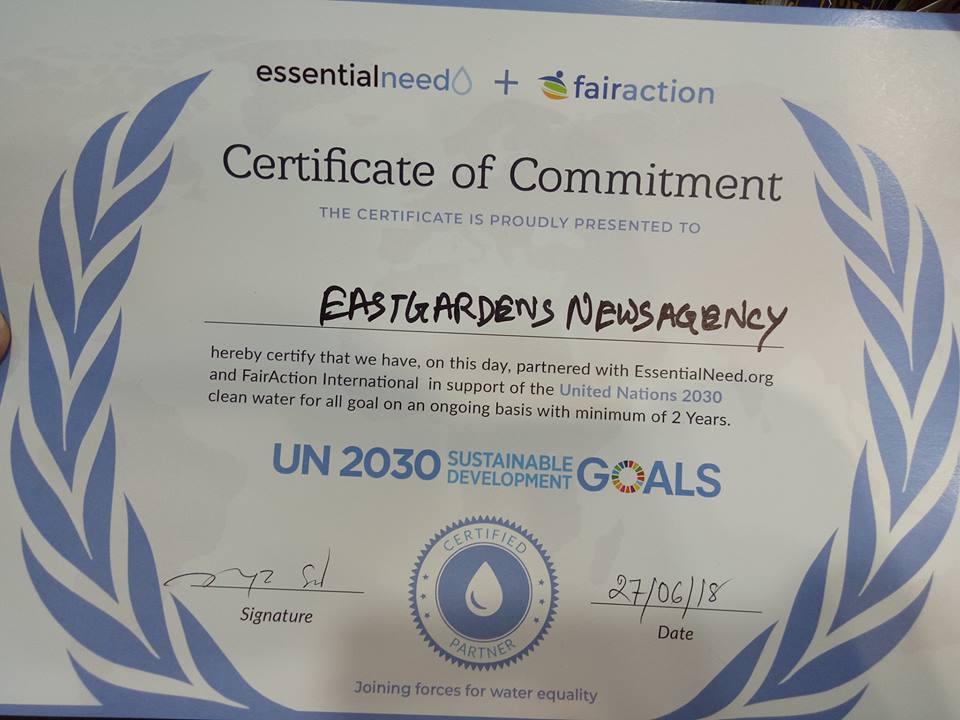 essentialneed + fairaction
Certificate of Commitment
THE CERTIFICATE IS PROUDLY PRESENTED TO
EASTGARDENS NEWSAGENCY
hereby certify that we have, on this day, partnered with EssentialNeed.org
and FairAction International in support of the United Nations 2030
clean water for all goal on an ongoing basis with minimum of 2 Years.
UN 2030 SUSTAINABLE DEVELOPMENT GOALS
CERTIFIED
PARTNER
27/06/18
Signature
Date
Joining forces for water equality